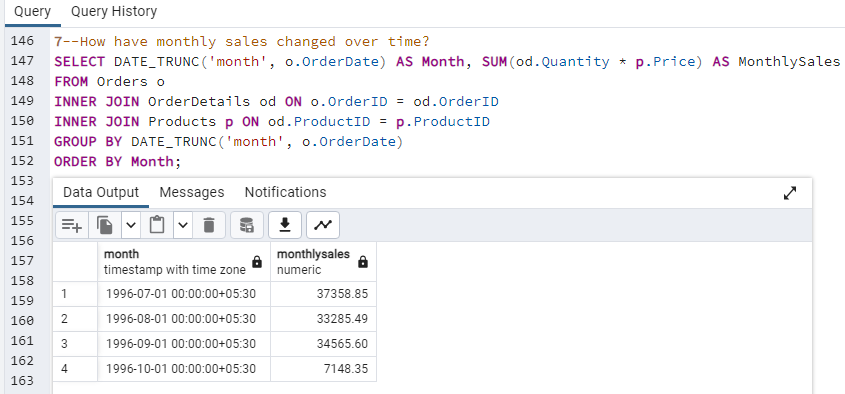 Query Query History
146 7--How have monthly sales changed over time?
147 SELECT DATE_TRUNC('month', o.OrderDate) AS Month, SUM(od.Quantity * p.Price) AS MonthlySales
148 FROM Orders o
149 INNER JOIN OrderDetails od ON o.OrderID = od.OrderID
150 INNER JOIN Products p ON od.ProductID = p.ProductID
151 GROUP BY DATE_TRUNC('month', o.OrderDate)
152 ORDER BY Month;
153
154 Data Output Messages Notifications
155
156
157 month monthlysales
158 timestamp with time zone numeric
159 1 1996-07-01 00:00:00+05:30 37358.85
160 2 1996-08-01 00:00:00+05:30 33285.49
161 3 1996-09-01 00:00:00+05:30 34565.60
162 4 1996-10-01 00:00:00+05:30 7148.35
163